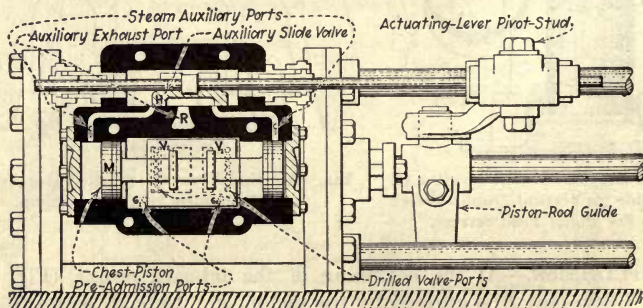 Steam Auxiliary Ports
Auxiliary Exhaust Port
Auxiliary Slide Valve
Actuating-Lever Pivot-Stud
H
R
M
V
V
G
G
Piston-Rod Guide
Chest-Piston
Pre-Admission Ports
Drilled Valve-Ports